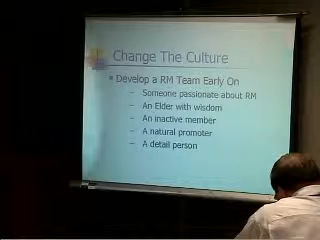 Change The Culture
Develop a RM Team Early On
– Someone passionate about RM
– An Elder with wisdom
– An inactive member
– A natural promoter
– A detail person